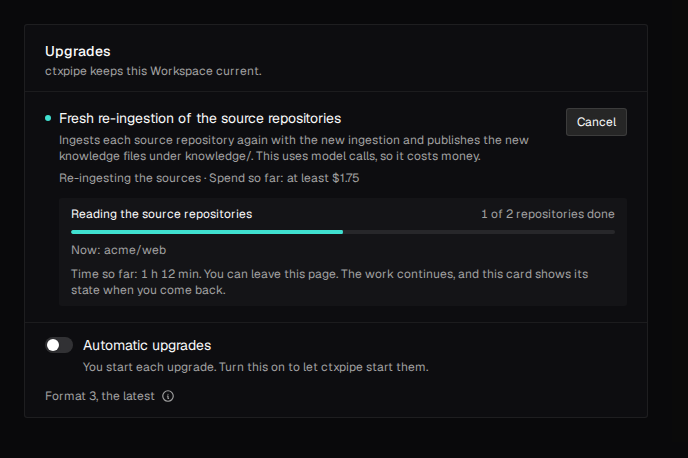 Upgrades
ctxpipe keeps this Workspace current.
Fresh re-ingestion of the source repositories
Cancel
Ingests each source repository again with the new ingestion and publishes the new
knowledge files under knowledge/. This uses model calls, so it costs money.
Re-ingesting the sources · Spend so far: at least $1.75
Reading the source repositories
1 of 2 repositories done
Now: acme/web
Time so far: 1 h 12 min. You can leave this page. The work continues, and this card shows its
state when you come back.
Automatic upgrades
You start each upgrade. Turn this on to let ctxpipe start them.
Format 3, the latest